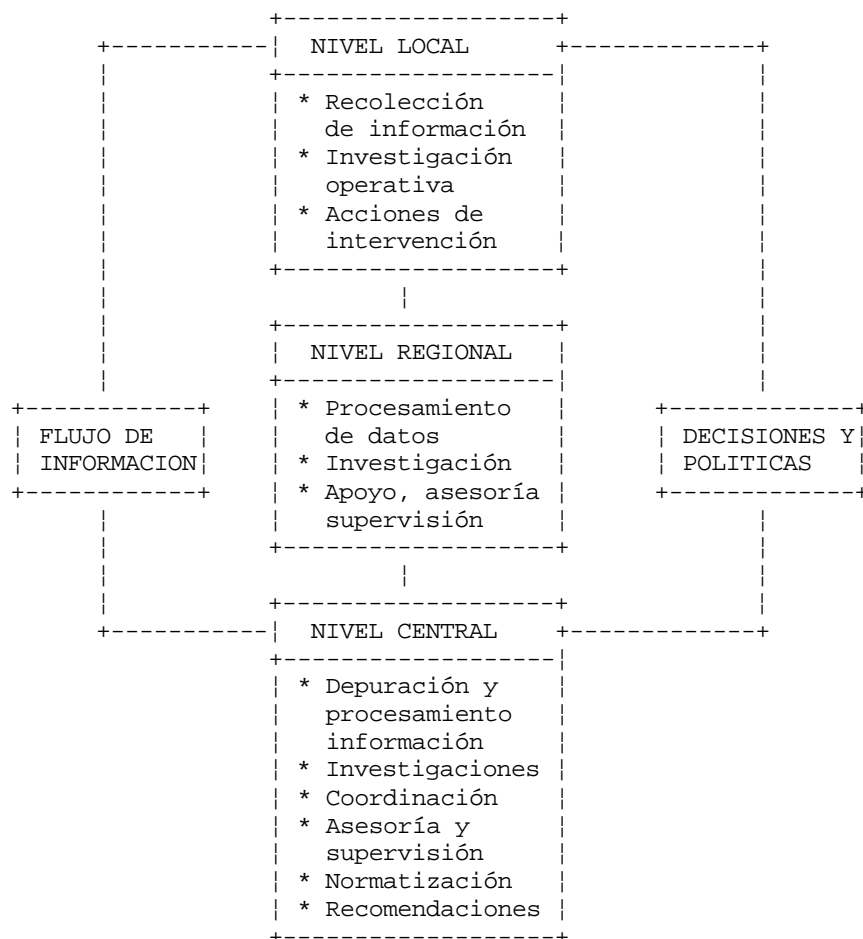 NIVEL LOCAL
* Recolección
de información
* Investigación
operativa
* Acciones de
intervención
NIVEL REGIONAL
* Procesamiento
de datos
* Investigación
* Apoyo, asesoría
supervisión
FLUJO DE
INFORMACION
DECISIONES Y
POLITICAS
NIVEL CENTRAL
* Depuración y
procesamiento
información
* Investigaciones
* Coordinación
* Asesoría y
supervisión
* Normatización
* Recomendaciones